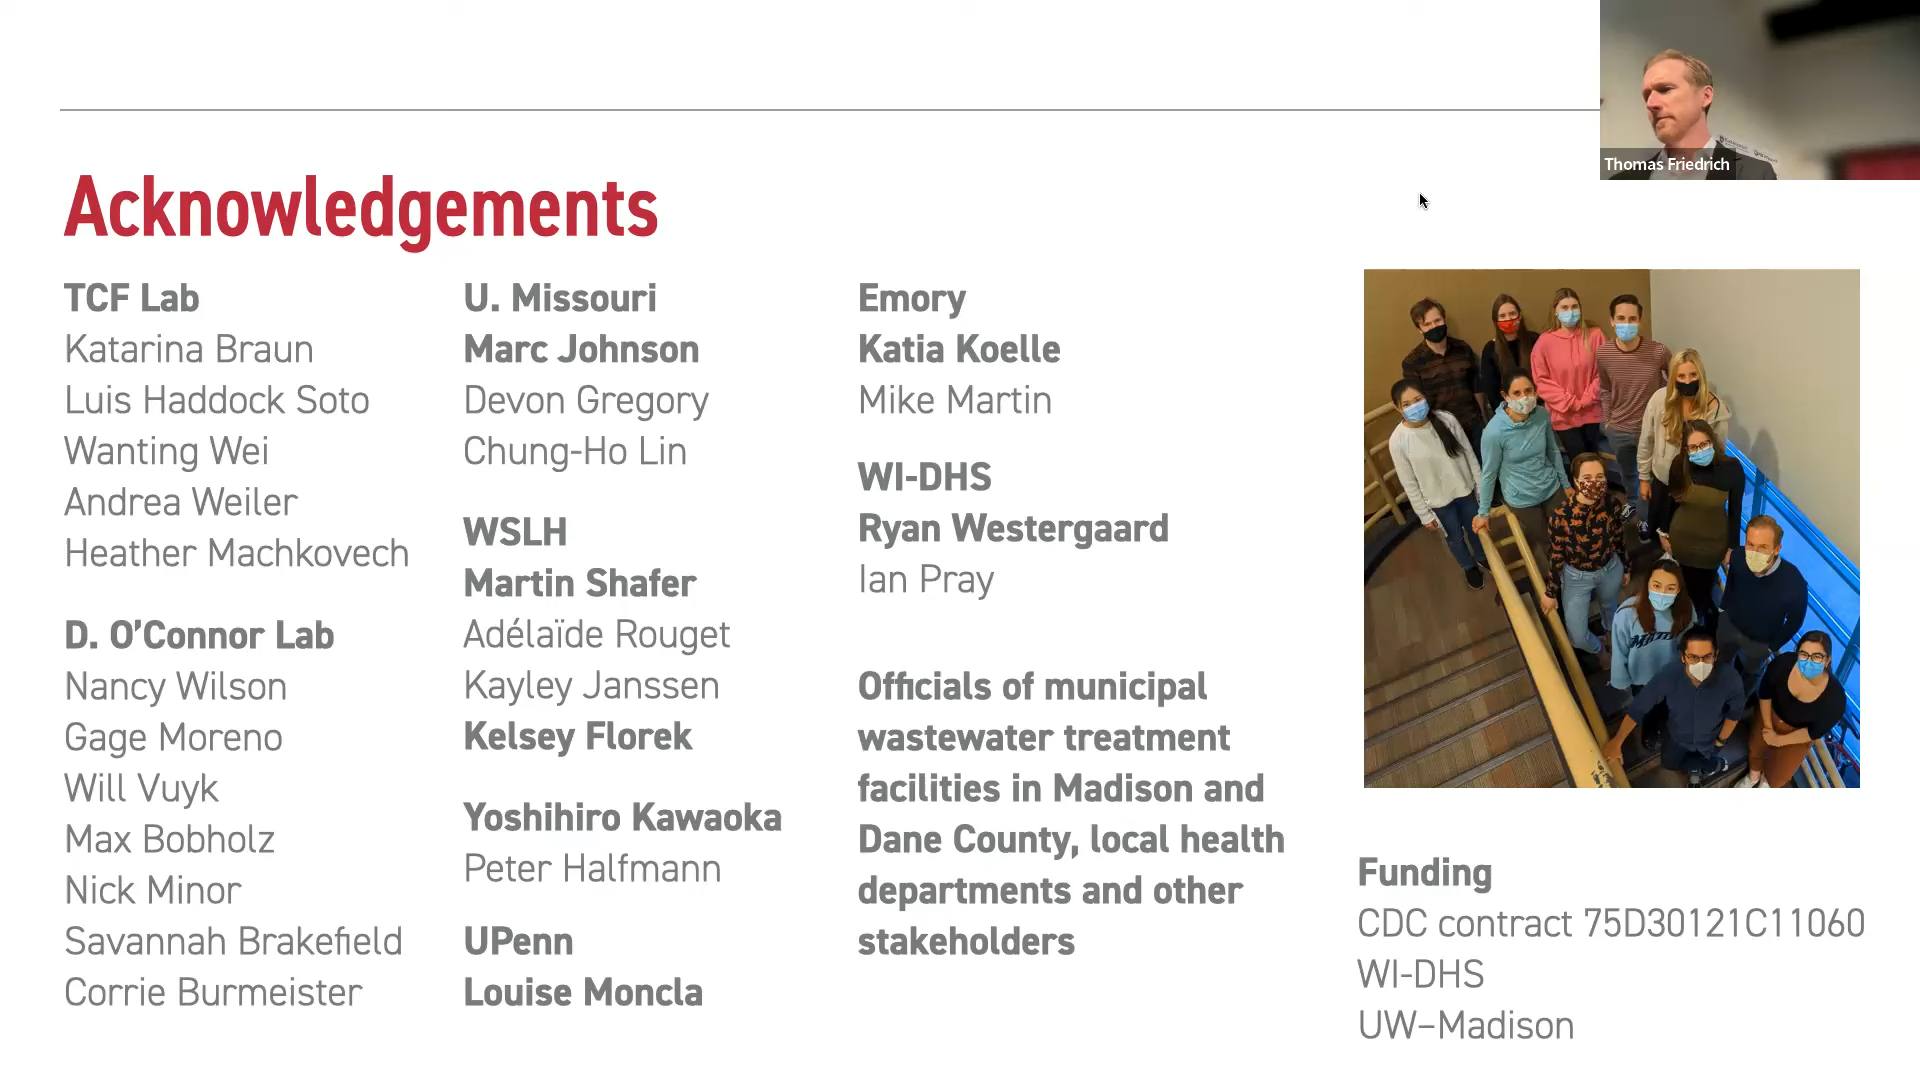 Thomas Friedrich
Acknowledgements
TCF Lab
Katarina Braun
Luis Haddock Soto
Wanting Wei
Andrea Weiler
Heather Machkovech
D. O’Connor Lab
Nancy Wilson
Gage Moreno
Will Vuyk
Max Bobholz
Nick Minor
Savannah Brakefield
Corrie Burmeister
U. Missouri
Marc Johnson
Devon Gregory
Chung-Ho Lin
WSLH
Martin Shafer
Adélaïde Rouget
Kayley Janssen
Kelsey Florek
Yoshihiro Kawaoka
Peter Halfmann
UPenn
Louise Moncla
Emory
Katia Koelle
Mike Martin
WI-DHS
Ryan Westergaard
Ian Pray
Officials of municipal
wastewater treatment
facilities in Madison and
Dane County, local health
departments and other
stakeholders
Funding
CDC contract 75D30121C11060
WI-DHS
UW–Madison